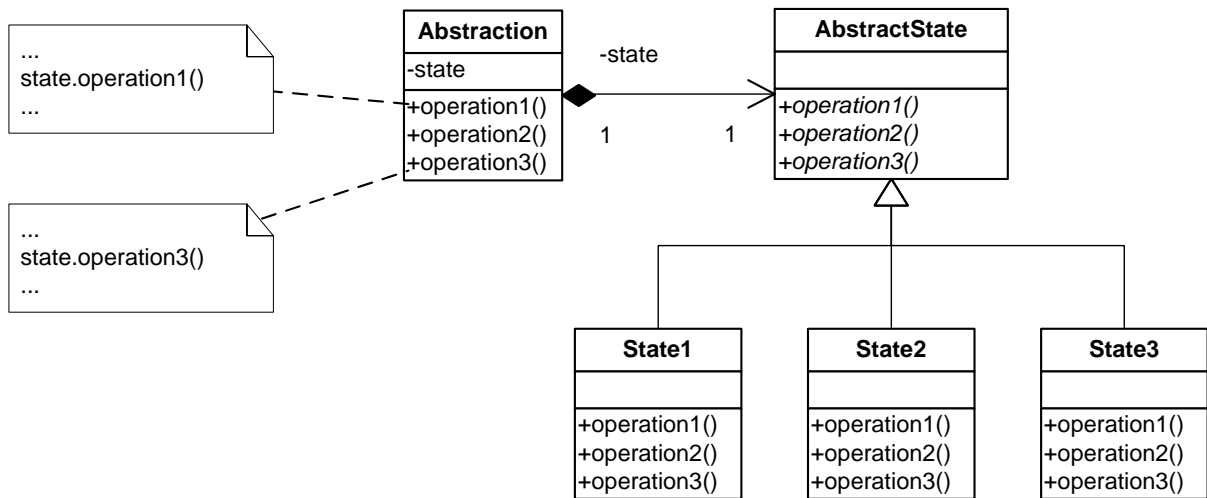 ...
state.operation1()
...
...
state.operation3()
...
Abstraction
-state
+operation1()
+operation2()
+operation3()
-state
1
1
AbstractState
+operation1()
+operation2()
+operation3()
State1
+operation1()
+operation2()
+operation3()
State2
+operation1()
+operation2()
+operation3()
State3
+operation1()
+operation2()
+operation3()